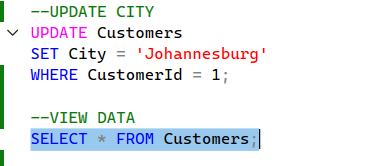 --UPDATE CITY
UPDATE Customers
SET City = 'Johannesburg'
WHERE CustomerId = 1;
--VIEW DATA
SELECT * FROM Customers;